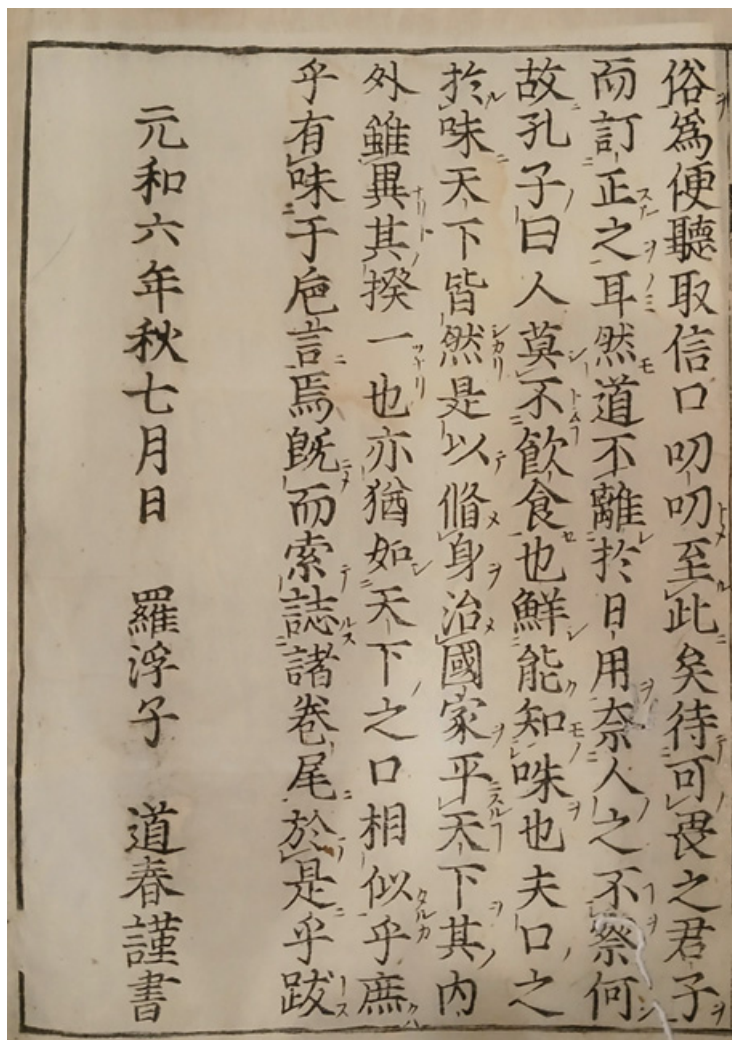 俗爲便聽取信口叨叨至此矣待可畏之君子
而訂正之耳然道不離於日用奈人之不察何
故孔子曰人莫不飲食也鮮能知味也夫口之
於味天下皆然是以脩身治國家平天下其内
外雖異其揆一也亦猶如天下之口相似乎庶
乎有味于巵言焉既而索誌諸卷尾於是乎跋
元和六年秋七月日　羅浮子　道春謹書